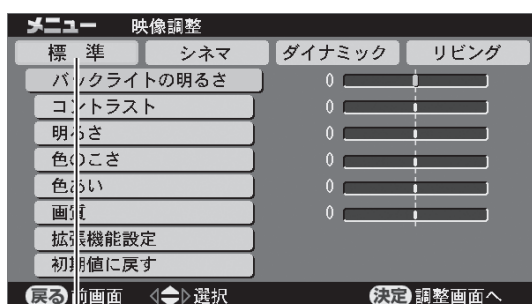 メニュー 映像調整
標 準 シネマ ダイナミック リビング
バックライトの明るさ 0
コントラスト 0
明るさ 0
色のこさ 0
色あい 0
画質 0
拡張機能設定
初期値に戻す
戻る 前画面 選択 決定 調整画面へ